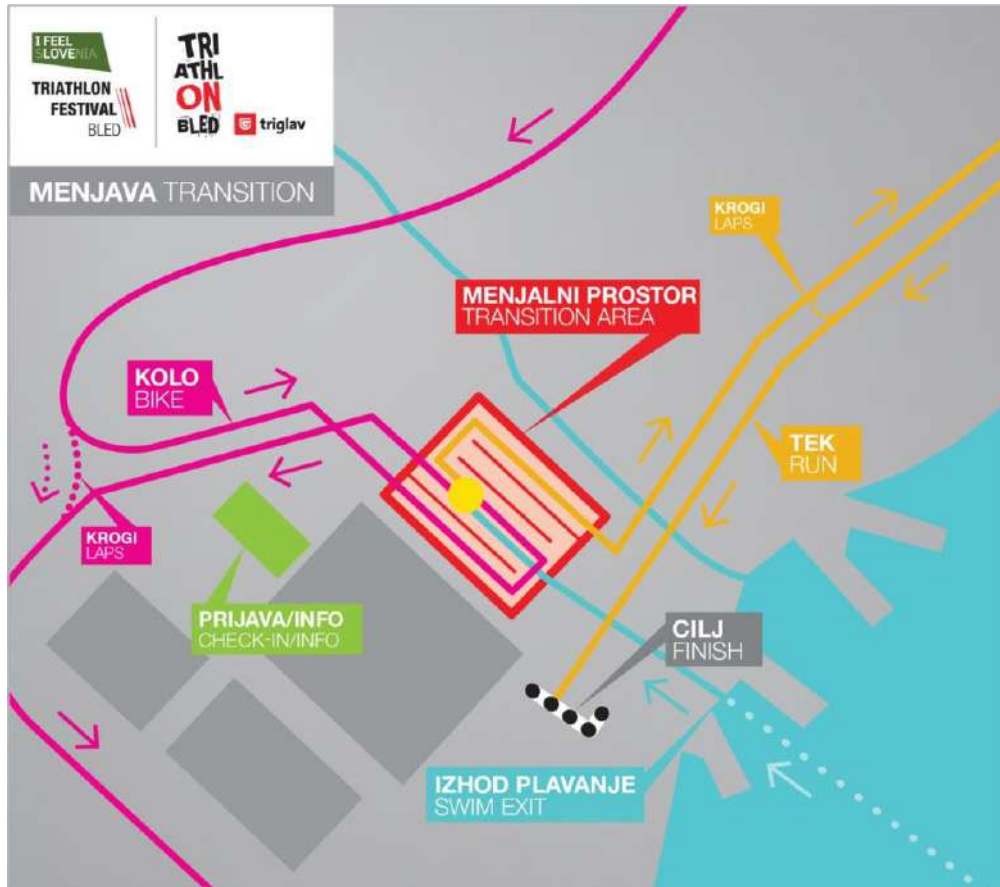 I FEEL
SLOVENIA
TRIATHLON
FESTIVAL
BLED
TRI
ATHL
ON
BLED
triglav
MENJAVA TRANSITION
KROGI
LAPS
MENJALNI PROSTOR
TRANSITION AREA
KOLO
BIKE
TEK
RUN
KROGI
LAPS
PRIJAVA/INFO
CHECK-IN/INFO
CILJ
FINISH
IZHOD PLAVANJE
SWIM EXIT